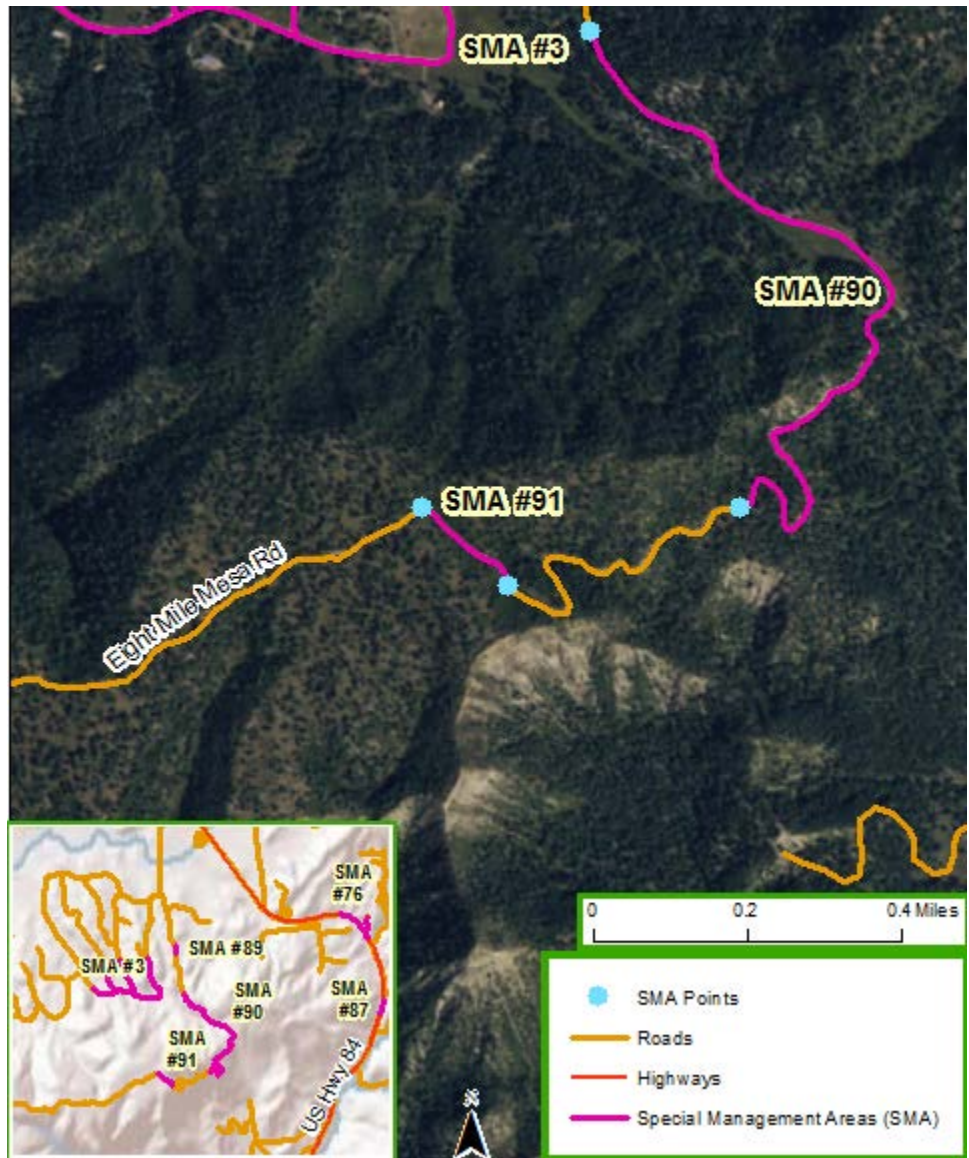 SMA #3
SMA #90
SMA #91
Eight Mile Mesa Rd
SMA
#76
SMA #89
SMA #3
SMA
#90
SMA
#87
SMA
#91
US Hwy 84
N
0 0.2 0.4 Miles
SMA Points
Roads
Highways
Special Management Areas (SMA)